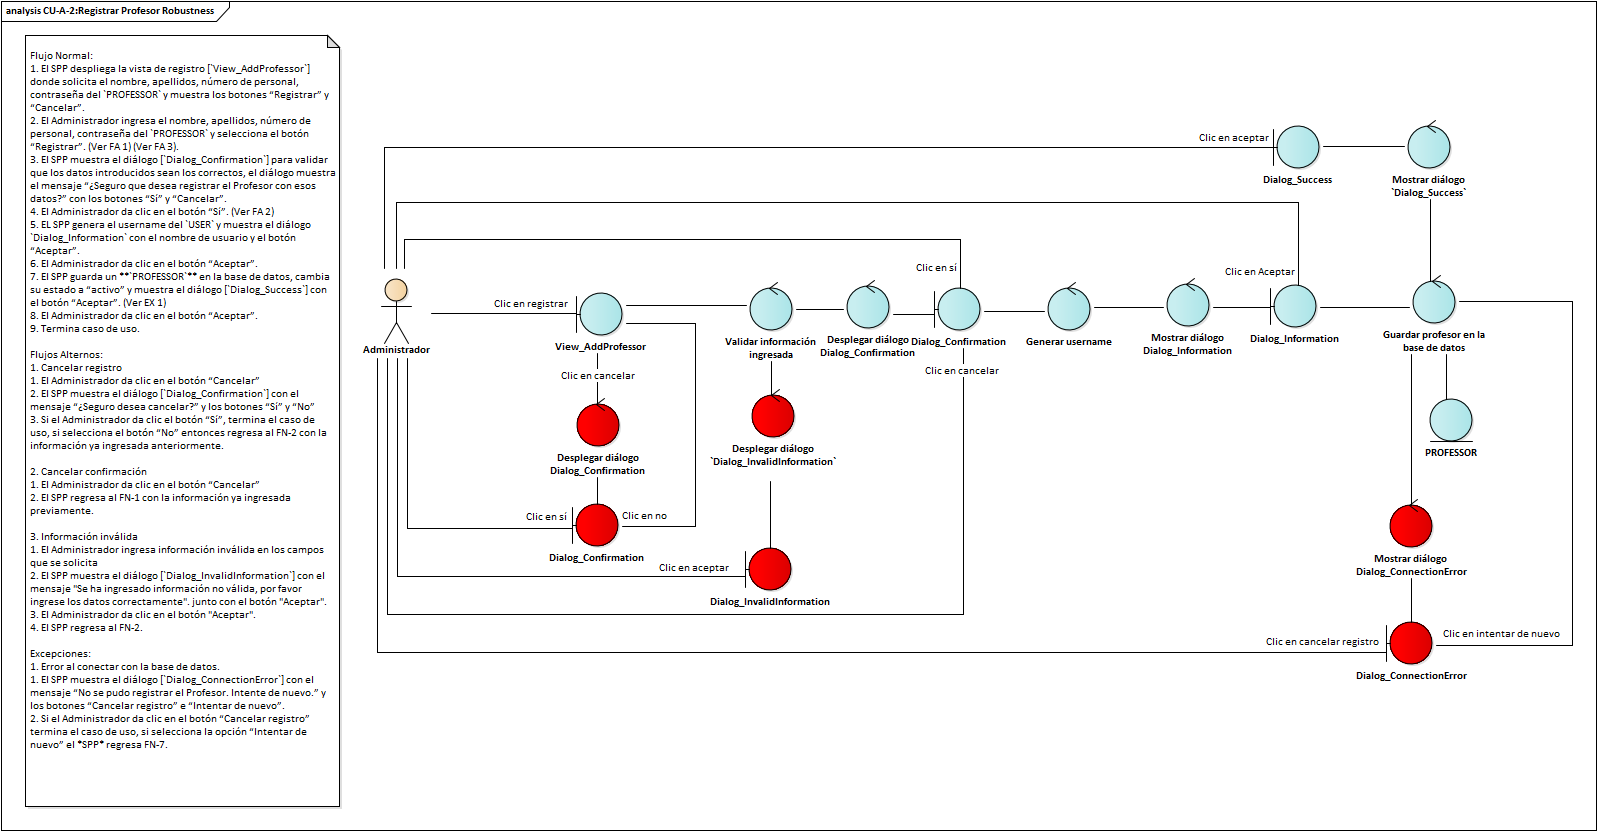 analysis CU-A-2:Registrar Profesor Robustness
Flujo Normal:
1. El SPP despliega la vista de registro [`View_AddProfessor`]
donde solicita el nombre, apellidos, número de personal,
contraseña del `PROFESSOR` y muestra los botones “Registrar” y
“Cancelar”.
2. El Administrador ingresa el nombre, apellidos, número de
personal, contraseña del `PROFESSOR` y selecciona el botón
“Registrar”. (Ver FA 1) (Ver FA 3).
3. El SPP muestra el diálogo [`Dialog_Confirmation`] para validar
que los datos introducidos sean los correctos, el diálogo muestra
el mensaje “¿Seguro que desea registrar el Profesor con esos
datos?” con los botones “Sí” y “Cancelar”.
4. El Administrador da clic en el botón “Sí”. (Ver FA 2)
5. EL SPP genera el username del `USER` y muestra el diálogo
`Dialog_Information` con el nombre de usuario y el botón
“Aceptar”.
6. El Administrador da clic en el botón “Aceptar”.
7. El SPP guarda un **`PROFESSOR`** en la base de datos, cambia
su estado a “activo” y muestra el diálogo [`Dialog_Success`] con
el botón “Aceptar”. (Ver EX 1)
8. El Administrador da clic en el botón “Aceptar”.
9. Termina caso de uso.
Flujos Alternos:
1. Cancelar registro
1. El Administrador da clic en el botón “Cancelar”
2. El SPP muestra el diálogo [`Dialog_Confirmation`] con el
mensaje “¿Seguro desea cancelar?” y los botones “Sí” y “No”
3. Si el Administrador da clic el botón “Sí”, termina el caso de
uso, si selecciona el botón “No” entonces regresa al FN-2 con la
información ya ingresada anteriormente.
2. Cancelar confirmación
1. El Administrador da clic en el botón “Cancelar”
2. El SPP regresa al FN-1 con la información ya ingresada
previamente.
3. Información inválida
1. El Administrador ingresa información inválida en los campos
que se solicita
2. El SPP muestra el diálogo [`Dialog_InvalidInformation`] con el
mensaje "Se ha ingresado información no válida, por favor
ingrese los datos correctamente". junto con el botón "Aceptar".
3. El Administrador da clic en el botón "Aceptar".
4. El SPP regresa al FN-2.
Excepciones:
1. Error al conectar con la base de datos.
1. El SPP muestra el diálogo [`Dialog_ConnectionError`] con el
mensaje “No se pudo registrar el Profesor. Intente de nuevo.” y
los botones “Cancelar registro” e “Intentar de nuevo”.
2. Si el Administrador da clic en el botón “Cancelar registro”
termina el caso de uso, si selecciona la opción “Intentar de
nuevo” el *SPP* regresa FN-7.
Clic en aceptar
Dialog_Success
Mostrar diálogo
`Dialog_Success`
Clic en sí
Clic en Aceptar
Clic en registrar
Administrador
View_AddProfessor
Validar información
ingresada
Desplegar diálogo
Dialog_Confirmation
Dialog_Confirmation
Generar username
Mostrar diálogo
Dialog_Information
Dialog_Information
Guardar profesor en la
base de datos
Clic en cancelar
Clic en cancelar
Desplegar diálogo
Dialog_Confirmation
Desplegar diálogo
`Dialog_InvalidInformation`
PROFESSOR
Clic en sí
Clic en no
Dialog_Confirmation
Clic en aceptar
Dialog_InvalidInformation
Mostrar diálogo
Dialog_ConnectionError
Clic en cancelar registro
Clic en intentar de nuevo
Dialog_ConnectionError